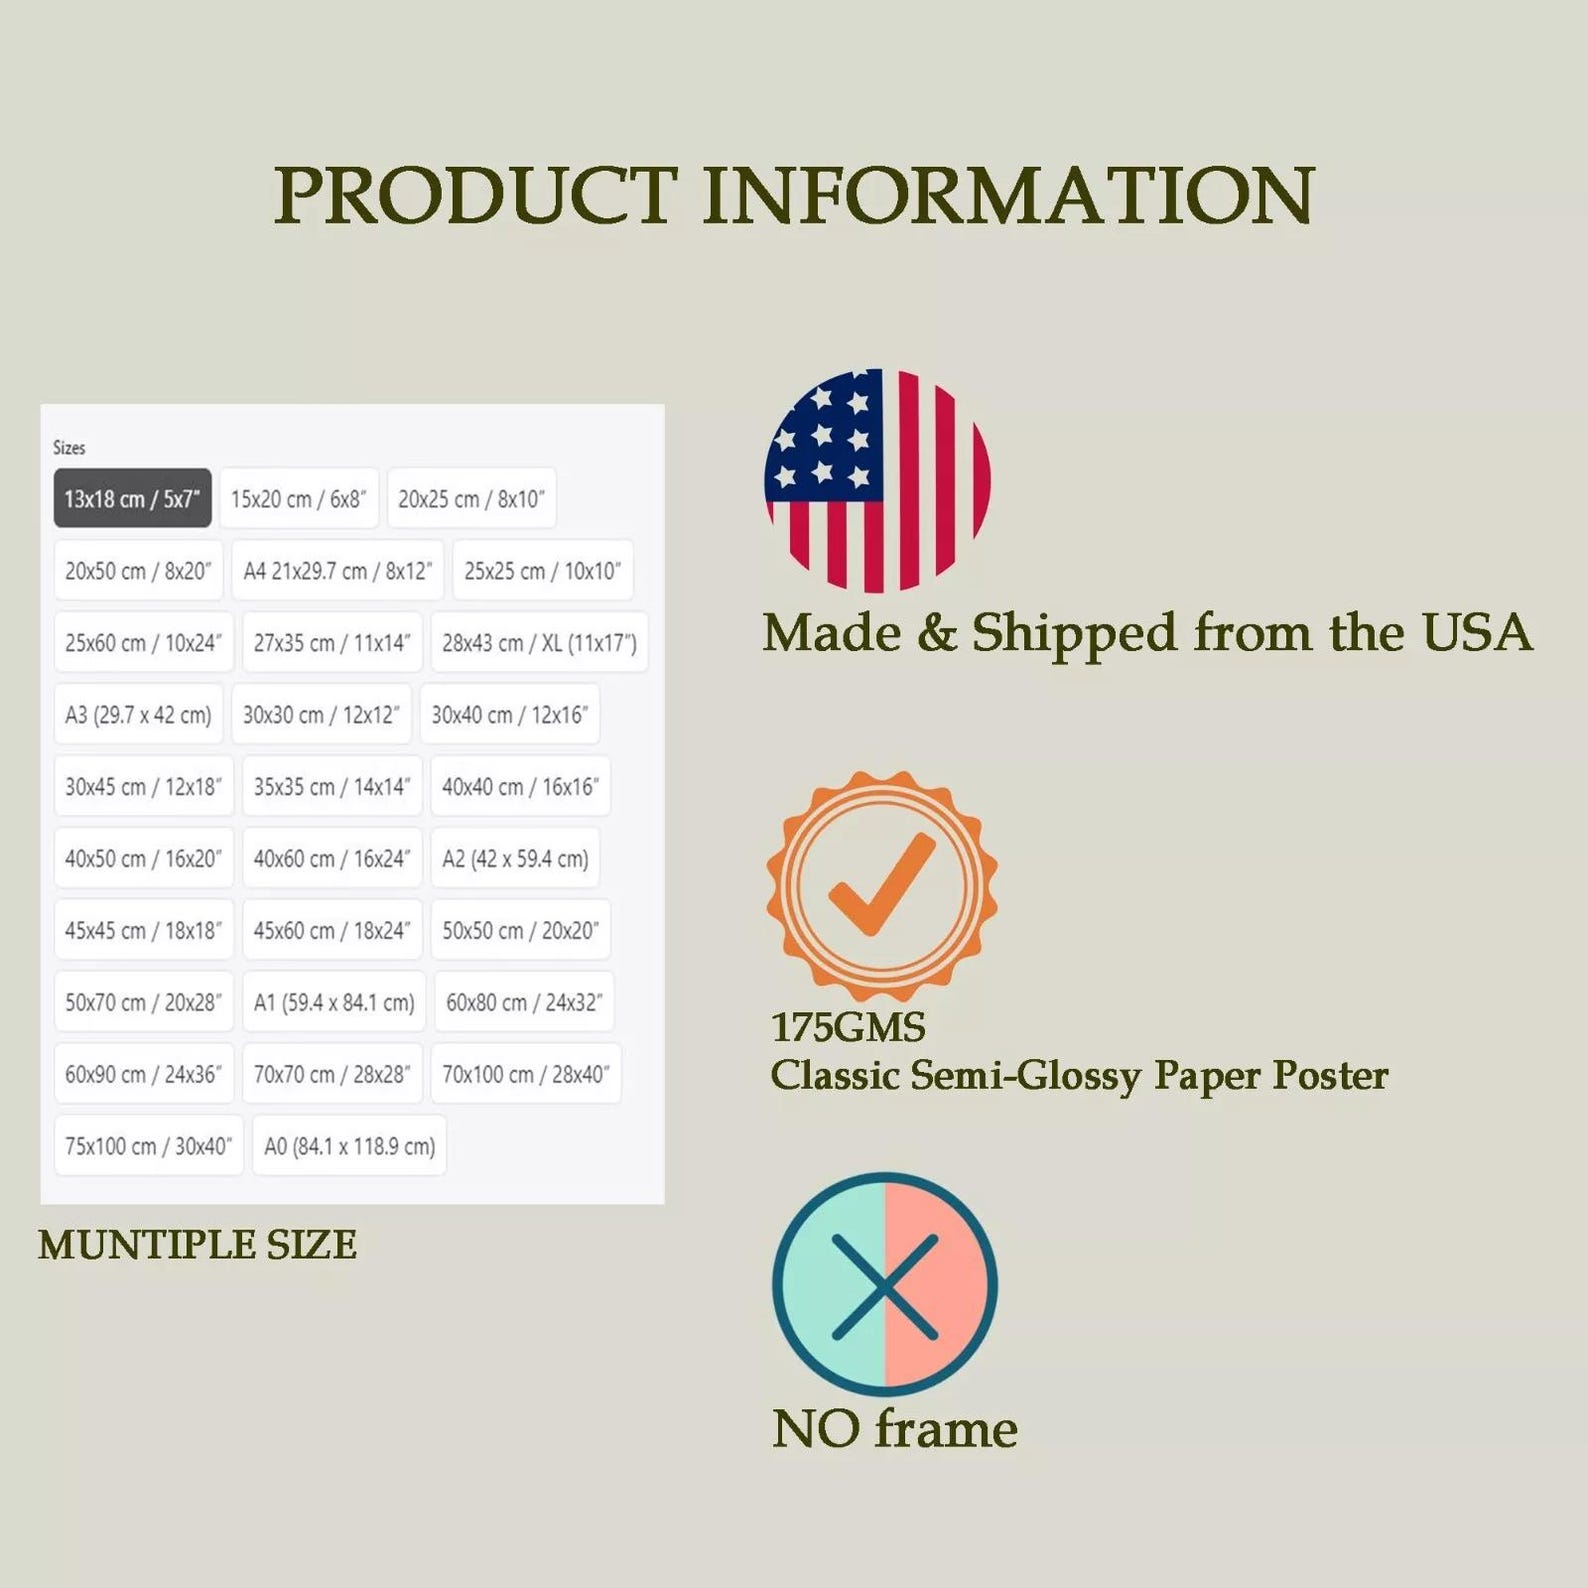 PRODUCT INFORMATION
Sizes
13x18 cm / 5x7″ 15x20 cm / 6x8″ 20x25 cm / 8x10″
20x50 cm / 8x20″ A4 21x29.7 cm / 8x12″ 25x25 cm / 10x10″
25x60 cm / 10x24″ 27x35 cm / 11x14″ 28x43 cm / XL (11x17″)
A3 (29.7 x 42 cm) 30x30 cm / 12x12″ 30x40 cm / 12x16″
30x45 cm / 12x18″ 35x35 cm / 14x14″ 40x40 cm / 16x16″
40x50 cm / 16x20″ 40x60 cm / 16x24″ A2 (42 x 59.4 cm)
45x45 cm / 18x18″ 45x60 cm / 18x24″ 50x50 cm / 20x20″
50x70 cm / 20x28″ A1 (59.4 x 84.1 cm) 60x80 cm / 24x32″
60x90 cm / 24x36″ 70x70 cm / 28x28″ 70x100 cm / 28x40″
75x100 cm / 30x40″ A0 (84.1 x 118.9 cm)
MUNTIPLE SIZE
Made & Shipped from the USA
175GMS
Classic Semi-Glossy Paper Poster
NO frame